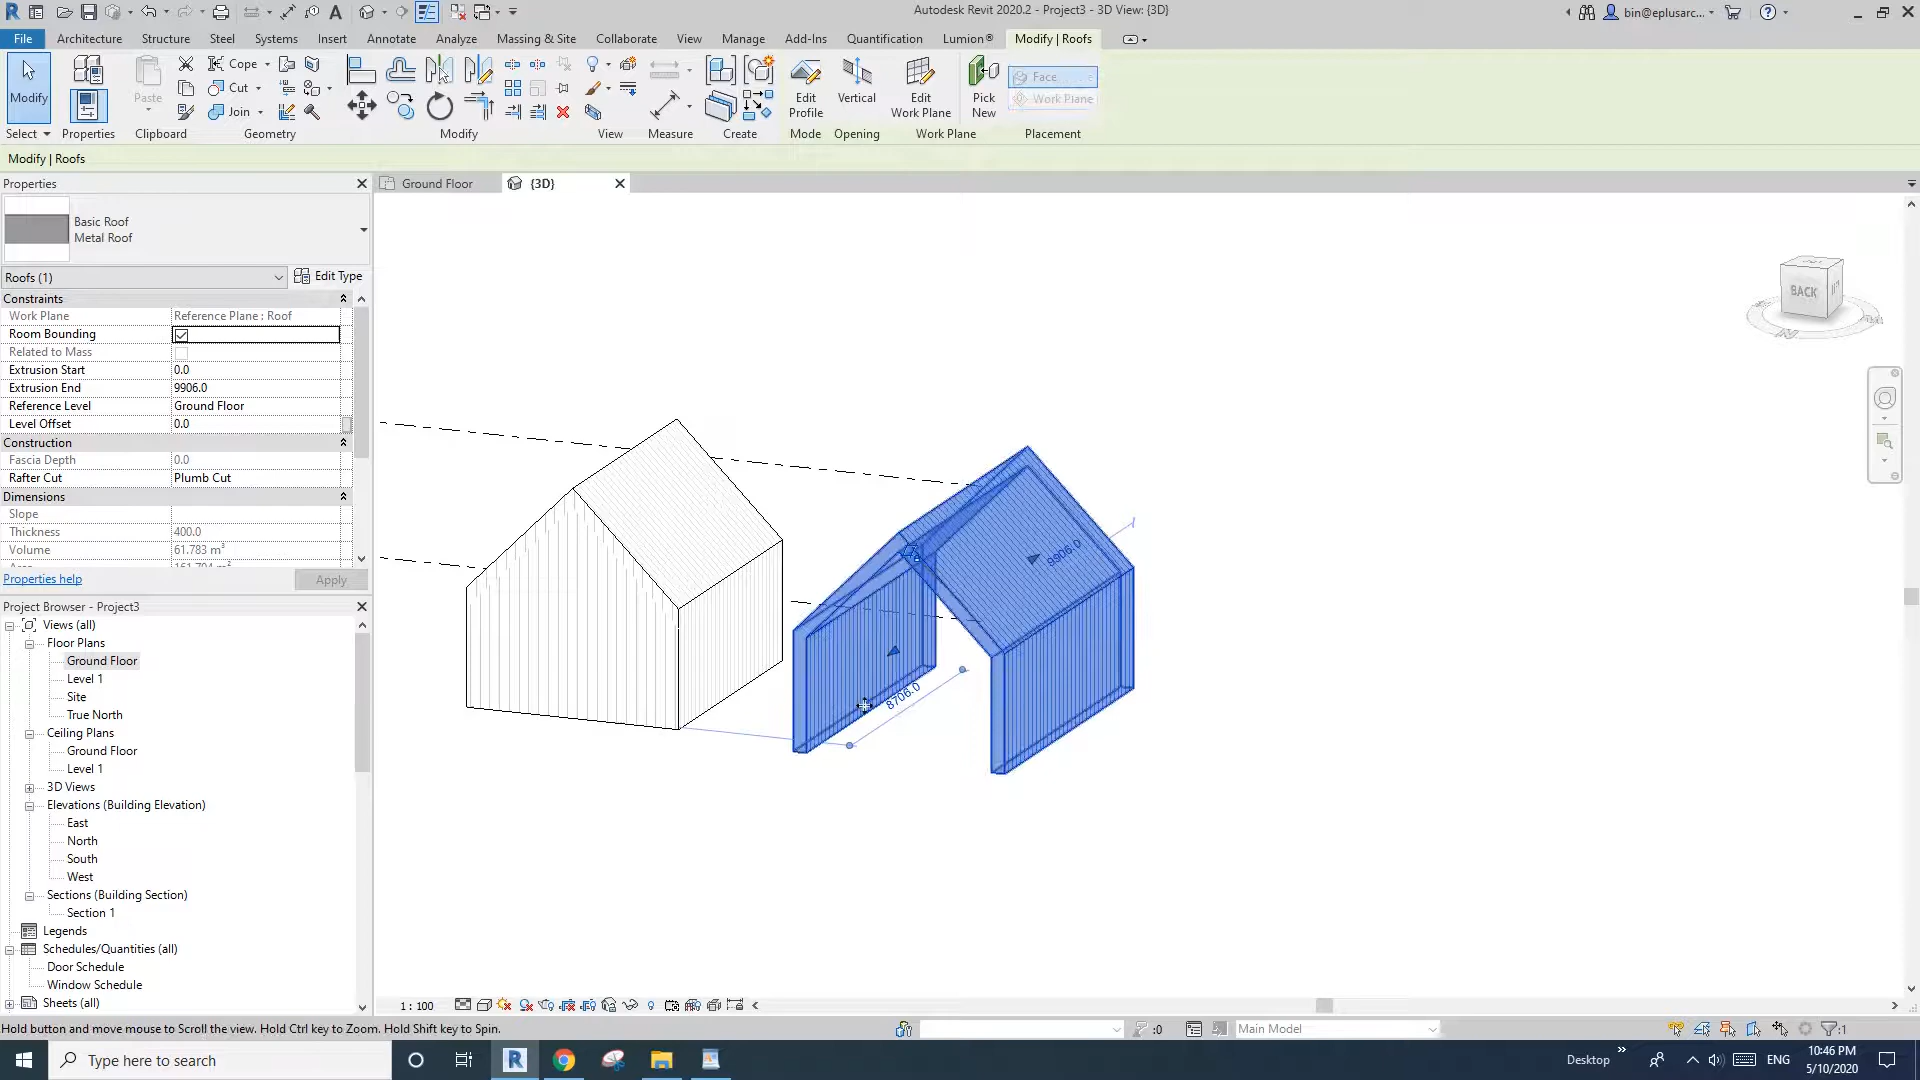 Autodesk Revit 2020.2 - Project3 - 3D View: {3D}
bin@eplusarc...
File Architecture Structure Steel Systems Insert Annotate Analyze Massing & Site Collaborate View Manage Add-Ins Quantification Lumion® Modify | Roofs
Modify
Paste
Cope
Cut
Join
Edit Profile
Vertical
Edit Work Plane
Pick New
Face
Work Plane
Select Properties Clipboard Geometry Modify View Measure Create Mode Opening Work Plane Placement
Modify | Roofs
Properties
Ground Floor
{3D}
Basic Roof
Metal Roof
Roofs (1)
Edit Type
Constraints
Work Plane Reference Plane : Roof
Room Bounding
Related to Mass
Extrusion Start 0.0
Extrusion End 9906.0
Reference Level Ground Floor
Level Offset 0.0
Construction
Fascia Depth 0.0
Rafter Cut Plumb Cut
Dimensions
Slope
Thickness 400.0
Volume 61.783 m³
Properties help
Apply
Project Browser - Project3
Views (all)
Floor Plans
Ground Floor
Level 1
Site
True North
Ceiling Plans
Ground Floor
Level 1
3D Views
Elevations (Building Elevation)
East
North
South
West
Sections (Building Section)
Section 1
Legends
Schedules/Quantities (all)
Door Schedule
Window Schedule
Sheets (all)
9906.0
8706.0
BACK
1 : 100
Hold button and move mouse to Scroll the view. Hold Ctrl key to Zoom. Hold Shift key to Spin.
:0
Main Model
:1
Type here to search
Desktop
ENG
10:46 PM
5/10/2020